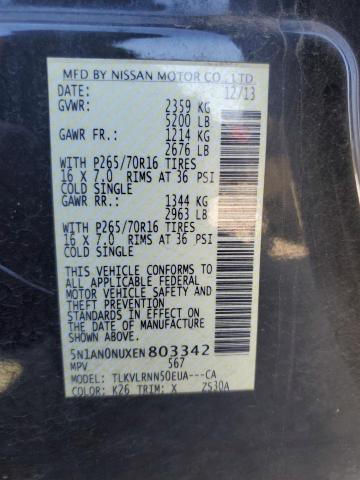 MFD BY NISSAN MOTOR CO., LTD.
12/13
GVWR: 2359 KG
5200 LB
GAWR FR.: 1214 KG
2676 LB
WITH P265/70R16 TIRES
16 X 7.0 RIMS AT 36 PSI
COLD SINGLE
GAWR RR.: 1344 KG
2963 LB
WITH P265/70R16 TIRES
16 X 7.0 RIMS AT 36 PSI
COLD SINGLE
THIS VEHICLE CONFORMS TO
ALL APPLICABLE FEDERAL
MOTOR VEHICLE SAFETY AND
THEFT PREVENTION
STANDARDS IN EFFECT ON
THE DATE OF MANUFACTURE
SHOWN ABOVE.
5N1AN0NUXEN803342
MPV 567
MODEL: TLKVLRNN50EUA---CA
COLOR: K26 TRIM: X ZS30A